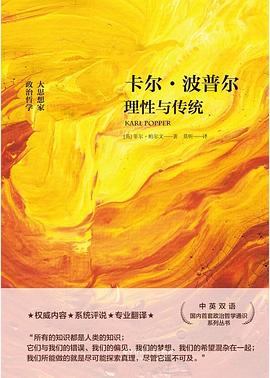 卡尔·波普尔
理性与传统
KARL POPPER
[英] 菲尔·帕尔文——著 莫昕——译
大思想家
政治哲学
★权威内容★系统评说★专业翻译★
“所有的知识都是人类的知识；
它们与我们的错误、我们的偏见、我们的梦想、我们的希望混杂在一起；
我们所能做的就是尽可能探索真理，尽管它遥不可及。”
中英双语
国内首套政治哲学通识
系列丛书